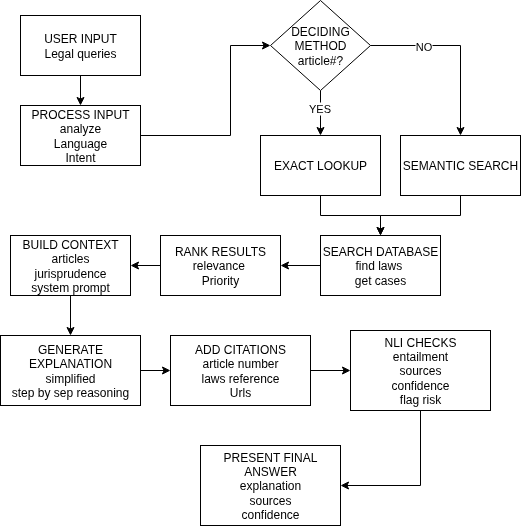 USER INPUT
Legal queries
DECIDING
METHOD
article#?
NO
YES
PROCESS INPUT
analyze
Language
Intent
EXACT LOOKUP
SEMANTIC SEARCH
BUILD CONTEXT
articles
jurisprudence
system prompt
RANK RESULTS
relevance
Priority
SEARCH DATABASE
find laws
get cases
GENERATE
EXPLANATION
simplified
step by sep reasoning
ADD CITATIONS
article number
laws reference
Urls
NLI CHECKS
entailment
sources
confidence
flag risk
PRESENT FINAL
ANSWER
explanation
sources
confidence